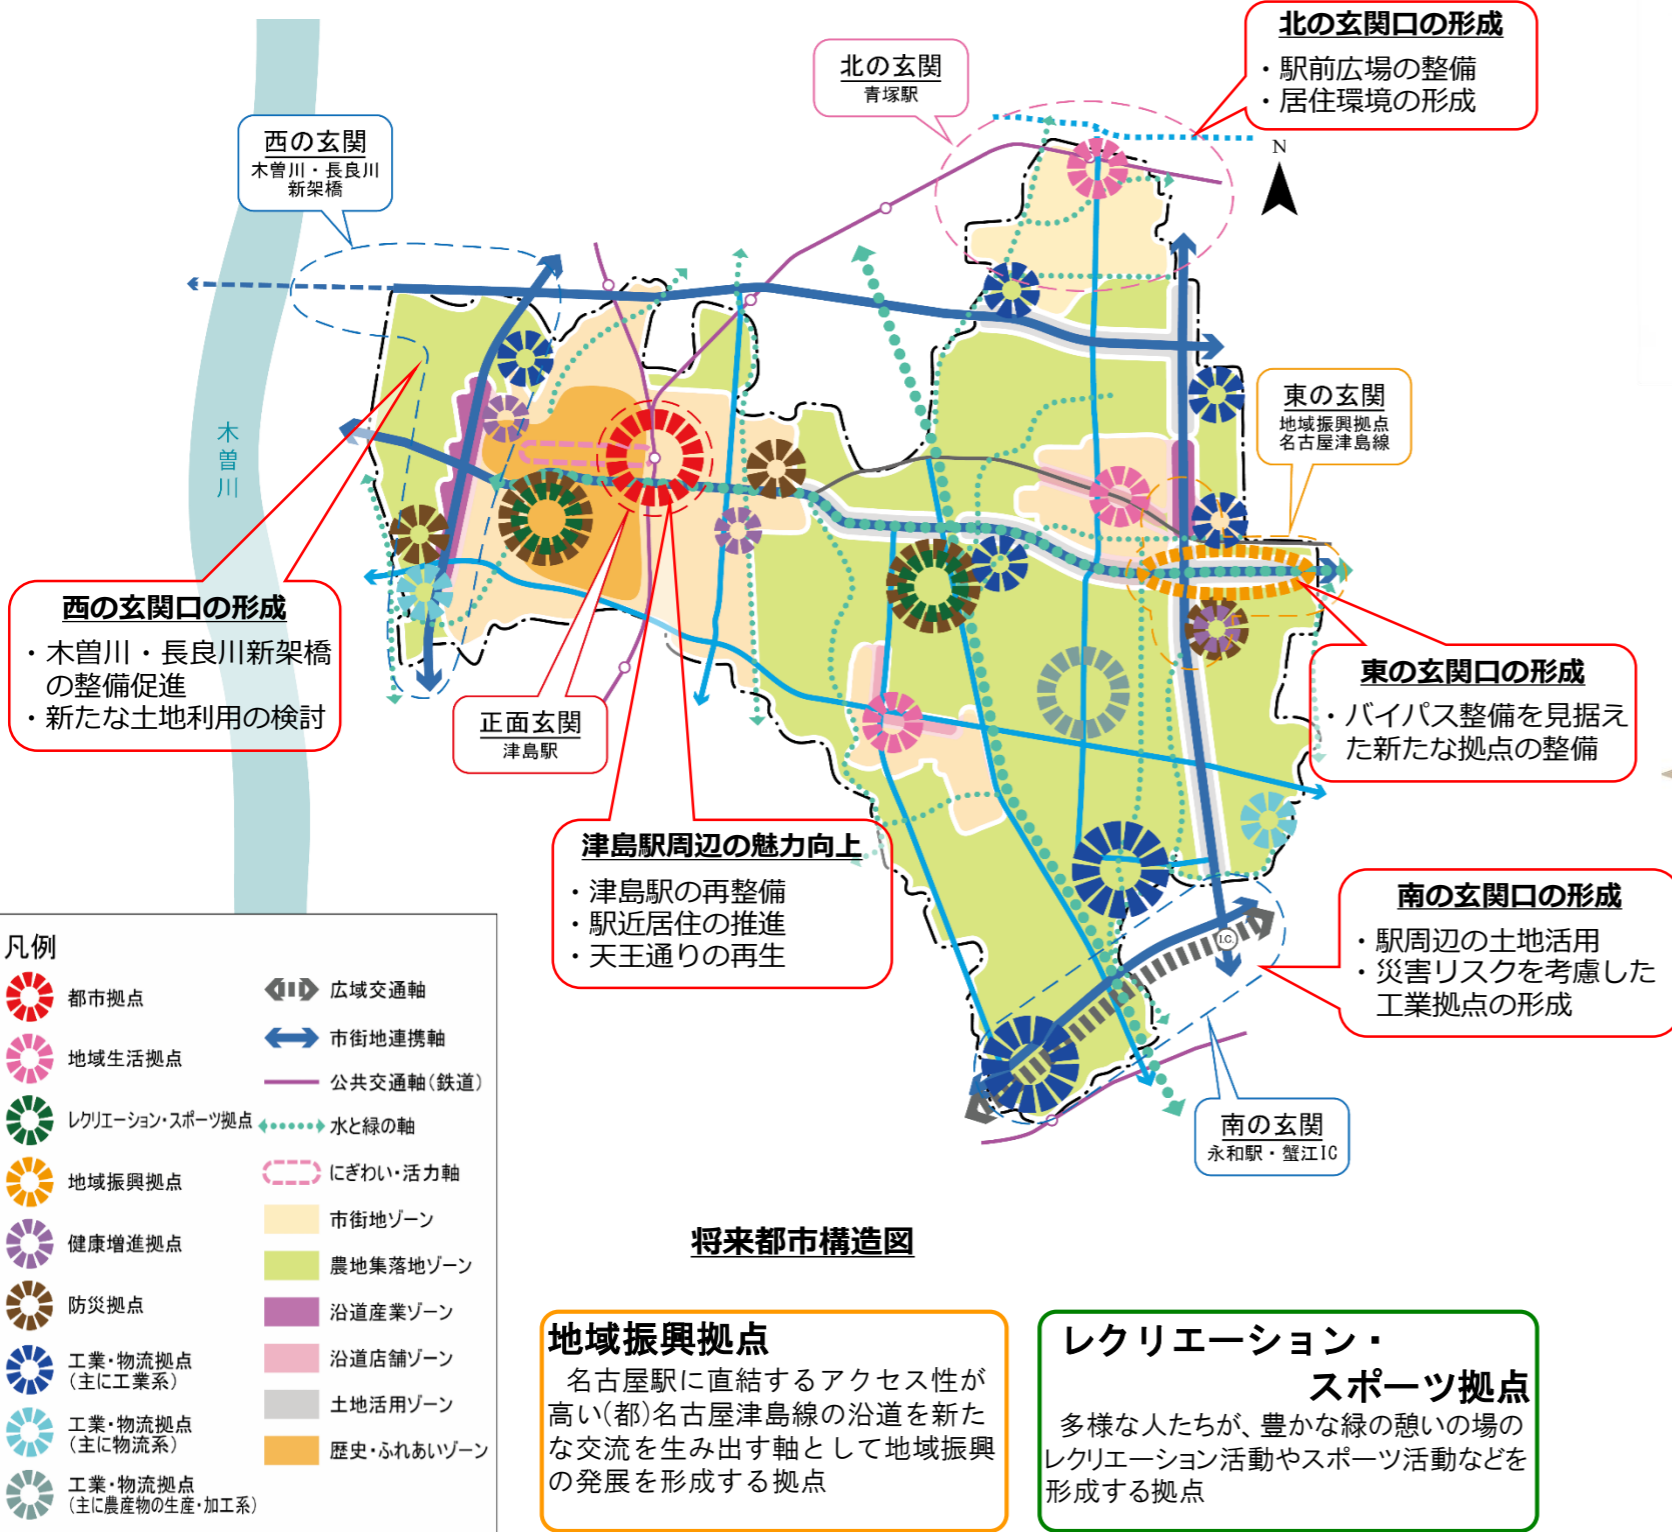 北の玄関口の形成
・駅前広場の整備
・居住環境の形成
北の玄関
青塚駅
N
西の玄関
木曽川・長良川
新架橋
木曽川
東の玄関
地域振興拠点
名古屋津島線
西の玄関口の形成
・木曽川・長良川新架橋
の整備促進
・新たな土地利用の検討
正面玄関
津島駅
東の玄関口の形成
・バイパス整備を見据え
た新たな拠点の整備
津島駅周辺の魅力向上
・津島駅の再整備
・駅近居住の推進
・天王通りの再生
南の玄関口の形成
・駅周辺の土地活用
・災害リスクを考慮した
工業拠点の形成
I.C.
南の玄関
永和駅・蟹江IC
凡例
都市拠点
地域生活拠点
レクリエーション・スポーツ拠点
地域振興拠点
健康増進拠点
防災拠点
工業・物流拠点
(主に工業系)
工業・物流拠点
(主に物流系)
工業・物流拠点
(主に農産物の生産・加工系)
広域交通軸
市街地連携軸
公共交通軸(鉄道)
水と緑の軸
にぎわい・活力軸
市街地ゾーン
農地集落地ゾーン
沿道産業ゾーン
沿道店舗ゾーン
土地活用ゾーン
歴史・ふれあいゾーン
将来都市構造図
地域振興拠点
名古屋駅に直結するアクセス性が
高い(都)名古屋津島線の沿道を新た
な交流を生み出す軸として地域振興
の発展を形成する拠点
レクリエーション・
スポーツ拠点
多様な人たちが、豊かな緑の憩いの場の
レクリエーション活動やスポーツ活動などを
形成する拠点